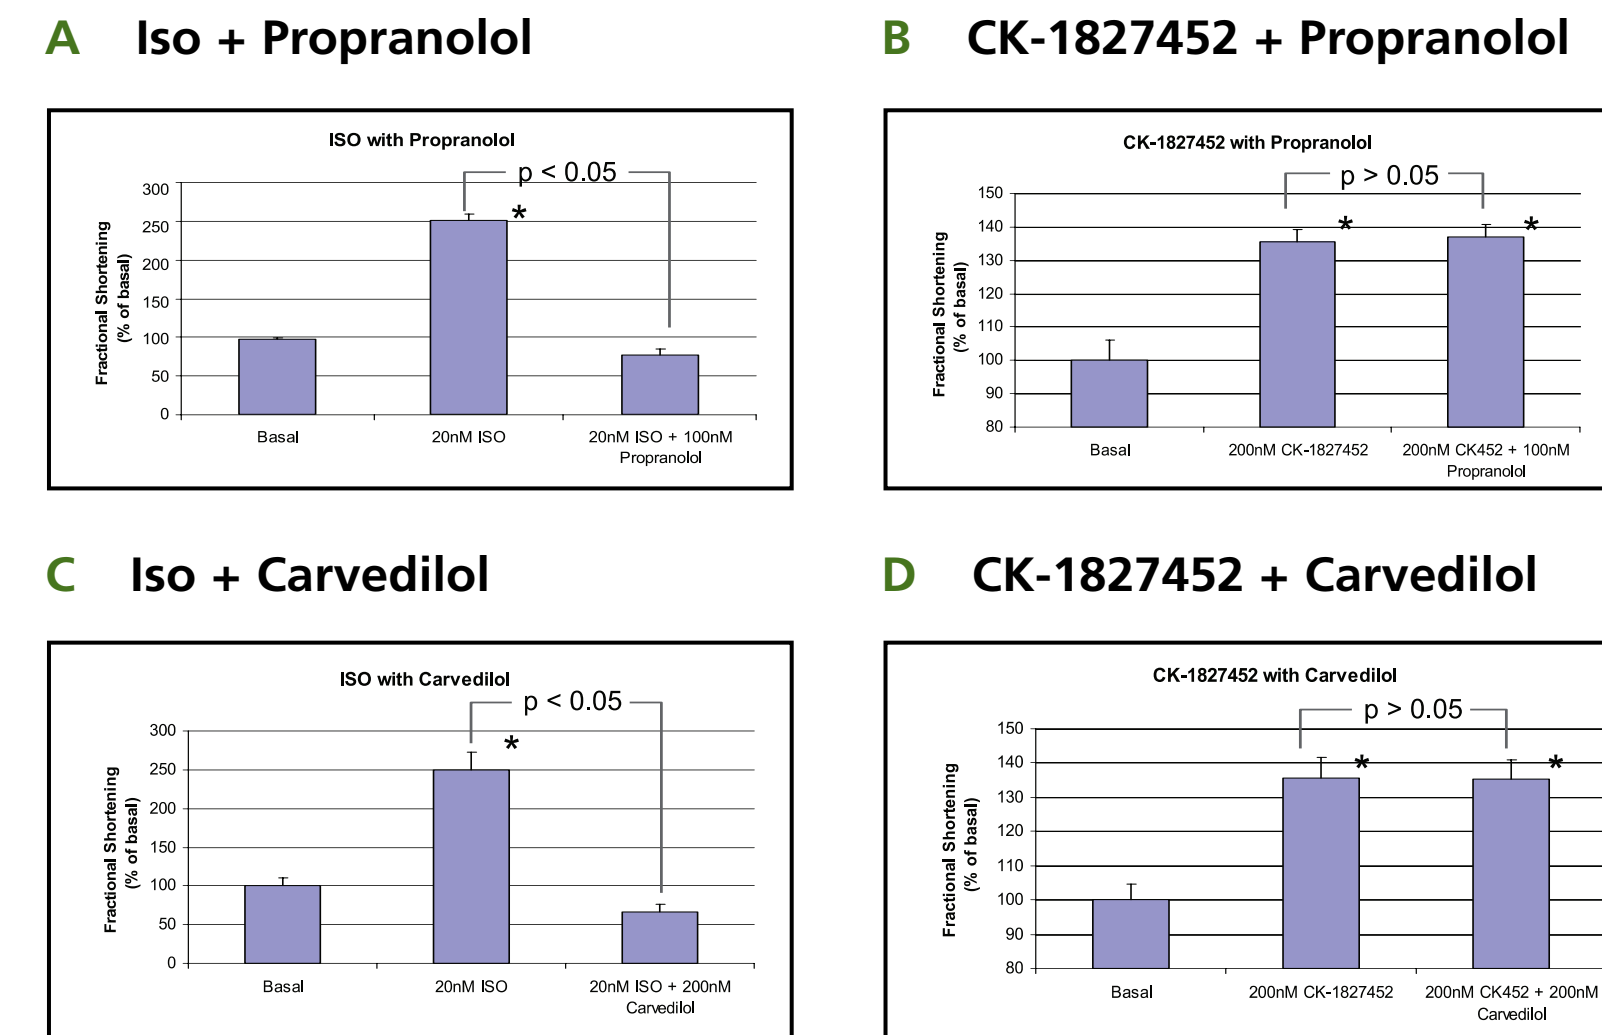 A Iso + Propranolol
ISO with Propranolol
p < 0.05
*
Fractional Shortening
(% of basal)
300
250
200
150
100
50
0
Basal
20nM ISO
20nM ISO + 100nM
Propranolol
B CK-1827452 + Propranolol
CK-1827452 with Propranolol
p > 0.05
* *
Fractional Shortening
(% of basal)
150
140
130
120
110
100
90
80
Basal
200nM CK-1827452
200nM CK452 + 100nM
Propranolol
C Iso + Carvedilol
ISO with Carvedilol
p < 0.05
*
Fractional Shortening
(% of basal)
300
250
200
150
100
50
0
Basal
20nM ISO
20nM ISO + 200nM
Carvedilol
D CK-1827452 + Carvedilol
CK-1827452 with Carvedilol
p > 0.05
* *
Fractional Shortening
(% of basal)
150
140
130
120
110
100
90
80
Basal
200nM CK-1827452
200nM CK452 + 200nM
Carvedilol